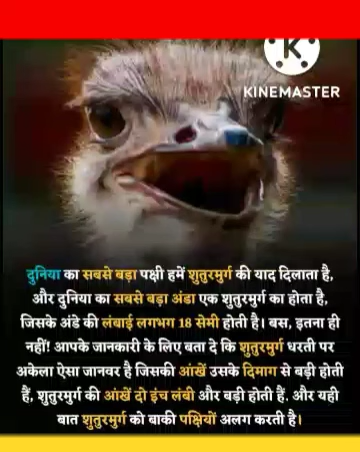 KINEMASTER
दुनिया का सबसे बड़ा पक्षी हमें शुतुरमुर्ग की याद दिलाता है,
और दुनिया का सबसे बड़ा अंडा एक शुतुरमुर्ग का होता है,
जिसके अंडे की लंबाई लगभग 18 सेमी होती है। बस, इतना ही
नहीं! आपके जानकारी के लिए बता दे कि शुतुरमुर्ग धरती पर
अकेला ऐसा जानवर है जिसकी आंखें उसके दिमाग से बड़ी होती
हैं, शुतुरमुर्ग की आंखें दो इंच लंबी और बड़ी होती हैं. और यही
बात शुतुरमुर्ग को बाकी पक्षियों अलग करती है।